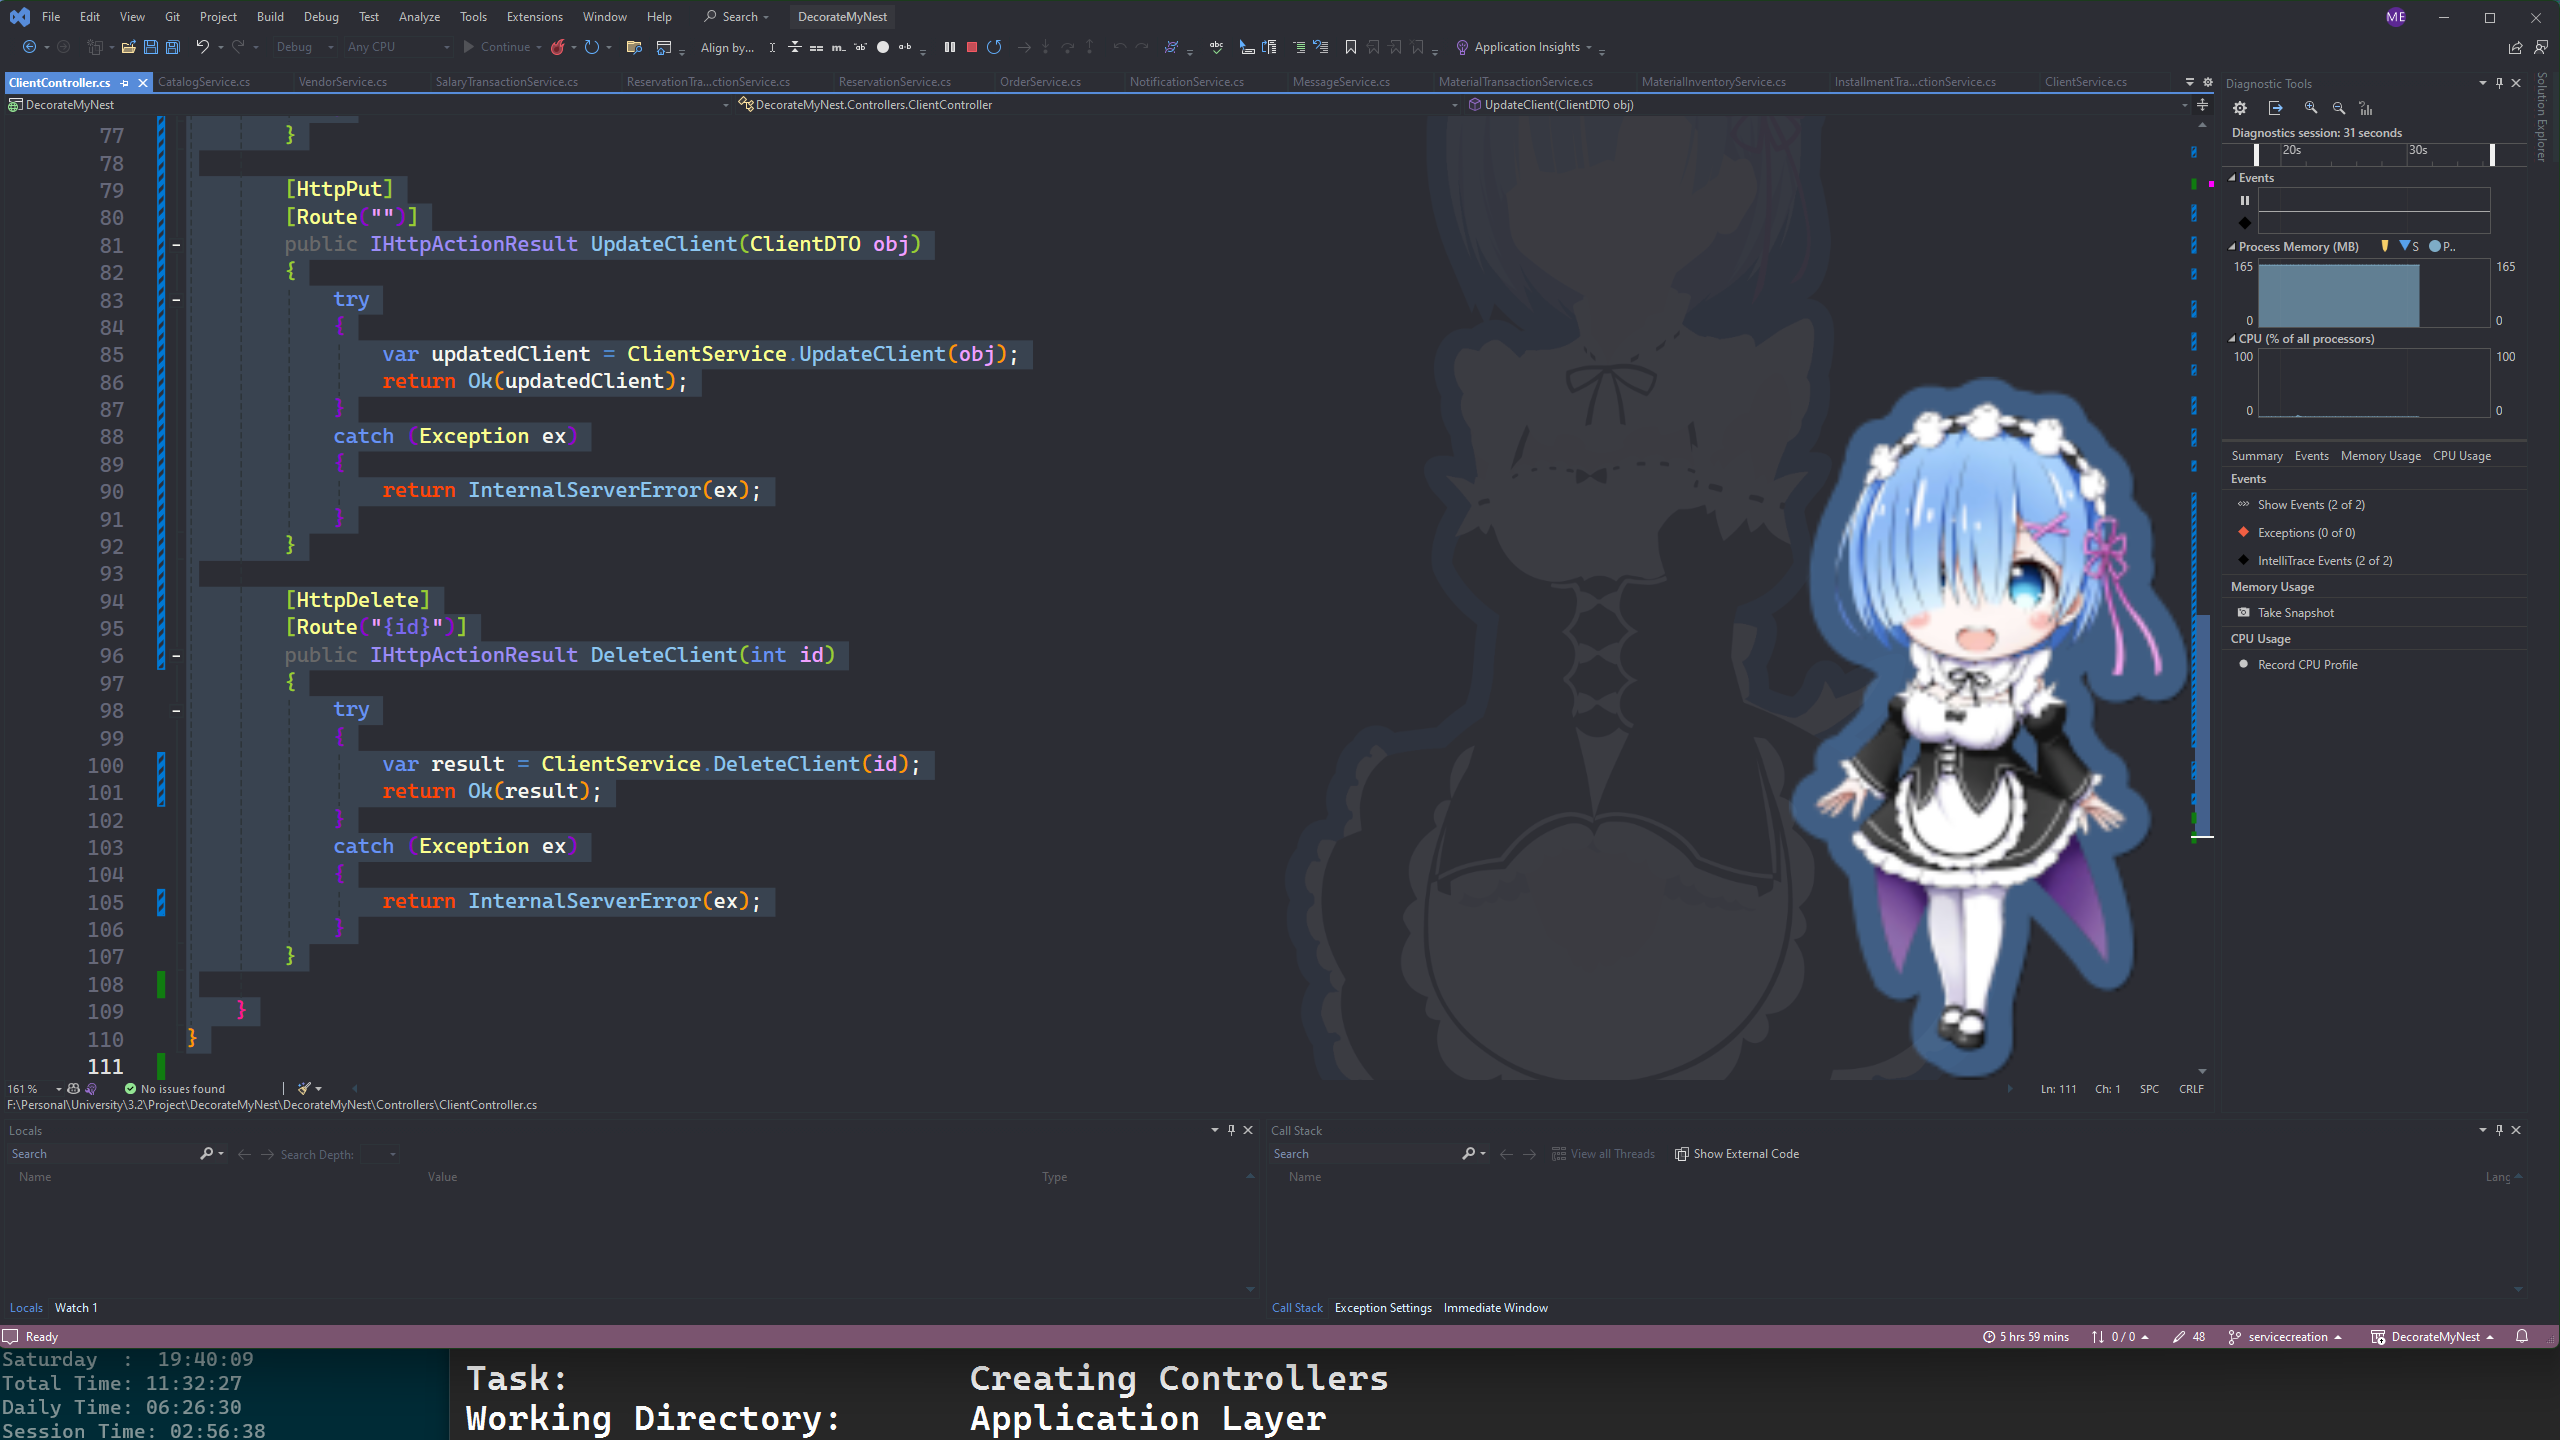 File Edit View Git Project Build Debug Test Analyze Tools Extensions Window Help Search DecorateMyNest ME
Debug Any CPU Continue Align by... Application Insights
ClientController.cs CatalogService.cs VendorService.cs SalaryTransactionService.cs ReservationTra...ctionService.cs ReservationService.cs OrderService.cs NotificationService.cs MessageService.cs MaterialTransactionService.cs MaterialInventoryService.cs InstallmentTra...ctionService.cs ClientService.cs
DecorateMyNest DecorateMyNest.Controllers.ClientController UpdateClient(ClientDTO obj)
77 }
78
79 [HttpPut]
80 [Route("")]
81 public IHttpActionResult UpdateClient(ClientDTO obj)
82 {
83 try
84 {
85 var updatedClient = ClientService.UpdateClient(obj);
86 return Ok(updatedClient);
87 }
88 catch (Exception ex)
89 {
90 return InternalServerError(ex);
91 }
92 }
93
94 [HttpDelete]
95 [Route("{id}")]
96 public IHttpActionResult DeleteClient(int id)
97 {
98 try
99 {
100 var result = ClientService.DeleteClient(id);
101 return Ok(result);
102 }
103 catch (Exception ex)
104 {
105 return InternalServerError(ex);
106 }
107 }
108
109 }
110 }
111
161 % No issues found Ln: 111 Ch: 1 SPC CRLF
F:\Personal\University\3.2\Project\DecorateMyNest\DecorateMyNest\Controllers\ClientController.cs
Diagnostic Tools
Diagnostics session: 31 seconds
20s 30s
Events
Process Memory (MB) S P..
165 165
0 0
CPU (% of all processors)
100 100
0 0
Summary Events Memory Usage CPU Usage
Events
Show Events (2 of 2)
Exceptions (0 of 0)
IntelliTrace Events (2 of 2)
Memory Usage
Take Snapshot
CPU Usage
Record CPU Profile
Solution Explorer
Locals
Search Search Depth:
Name Value Type
Locals Watch 1
Call Stack
Search View all Threads Show External Code
Name Lang
Call Stack Exception Settings Immediate Window
Ready 5 hrs 59 mins 0 / 0 48 servicecreation DecorateMyNest
Saturday : 19:40:09
Total Time: 11:32:27
Daily Time: 06:26:30
Session Time: 02:56:38
Task: Creating Controllers
Working Directory: Application Layer